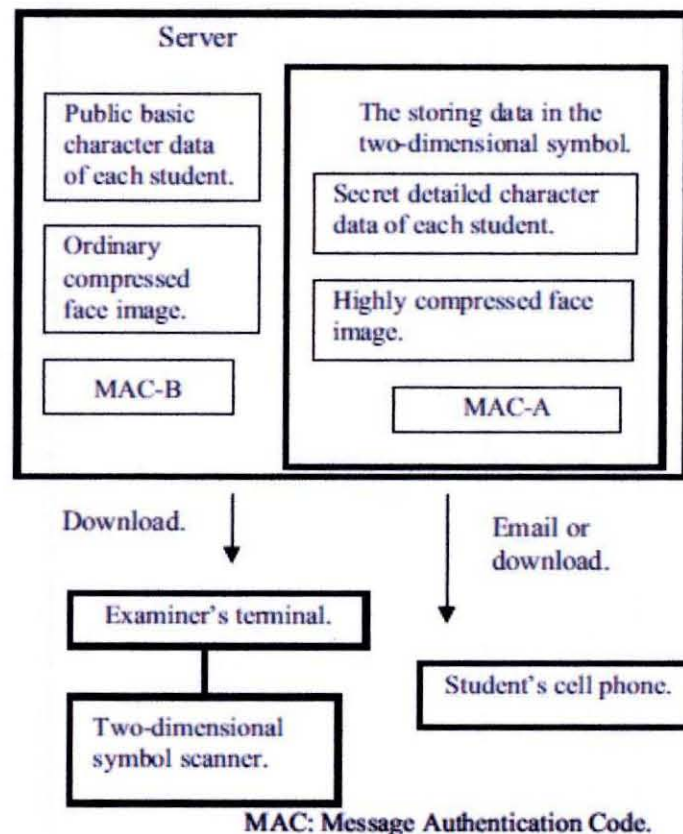 Server
Public basic
character data
of each student.
Ordinary
compressed
face image.
MAC-B
The storing data in the
two-dimensional symbol.
Secret detailed character
data of each student.
Highly compressed face
image.
MAC-A
Download.
Email or
download.
Examiner's terminal.
Student's cell phone.
Two-dimensional
symbol scanner.
MAC: Message Authentication Code.